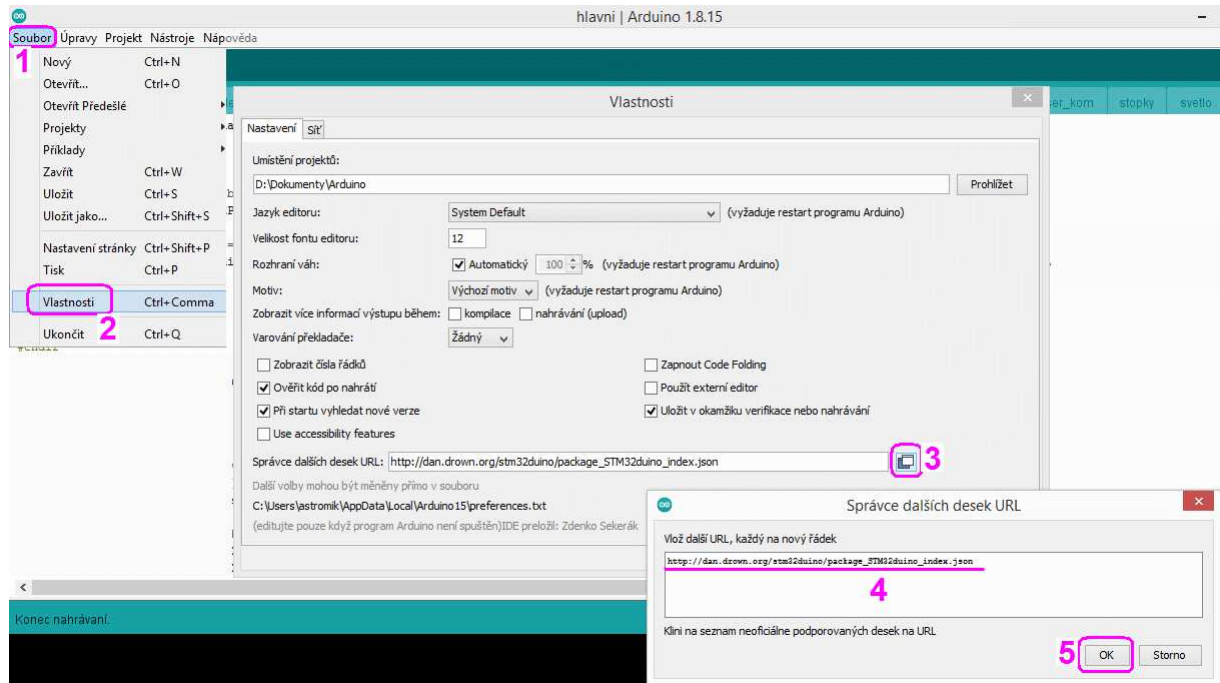 hlavni | Arduino 1.8.15
Soubor Úpravy Projekt Nástroje Nápověda
1
Nový Ctrl+N
Otevřít... Ctrl+O
Otevřít Předešlé
Projekty
Příklady
Zavřít Ctrl+W
Uložit Ctrl+S
Uložit jako... Ctrl+Shift+S
Nastavení stránky Ctrl+Shift+P
Tisk Ctrl+P
Vlastnosti Ctrl+Comma
2
Ukončit Ctrl+Q
ser_kom stopky svetlo
Vlastnosti
Nastavení Síť
Umístění projektů:
D:\Dokumenty\Arduino Prohlížet
Jazyk editoru: System Default (vyžaduje restart programu Arduino)
Velikost fontu editoru: 12
Rozhraní váh: Automatický 100 % (vyžaduje restart programu Arduino)
Motiv: Výchozí motiv (vyžaduje restart programu Arduino)
Zobrazit více informací výstupu během: kompilace nahrávání (upload)
Varování překladače: Žádný
Zobrazit čísla řádků Zapnout Code Folding
Ověřit kód po nahrátí Použít externí editor
Při startu vyhledat nové verze Uložit v okamžiku verifikace nebo nahrávání
Use accessibility features
Správce dalších desek URL: http://dan.drown.org/stm32duino/package_STM32duino_index.json 3
Další volby mohou být měněny přímo v souboru
C:\Users\astromik\AppData\Local\Arduino15\preferences.txt
(editujte pouze když program Arduino není spuštěn)IDE preložil: Zdenko Sekerák
Správce dalších desek URL
Vlož další URL, každý na nový řádek
http://dan.drown.org/stm32duino/package_STM32duino_index.json
4
Klini na seznam neoficiálne podporovaných desek na URL
5 OK Storno
Konec nahrávaní.